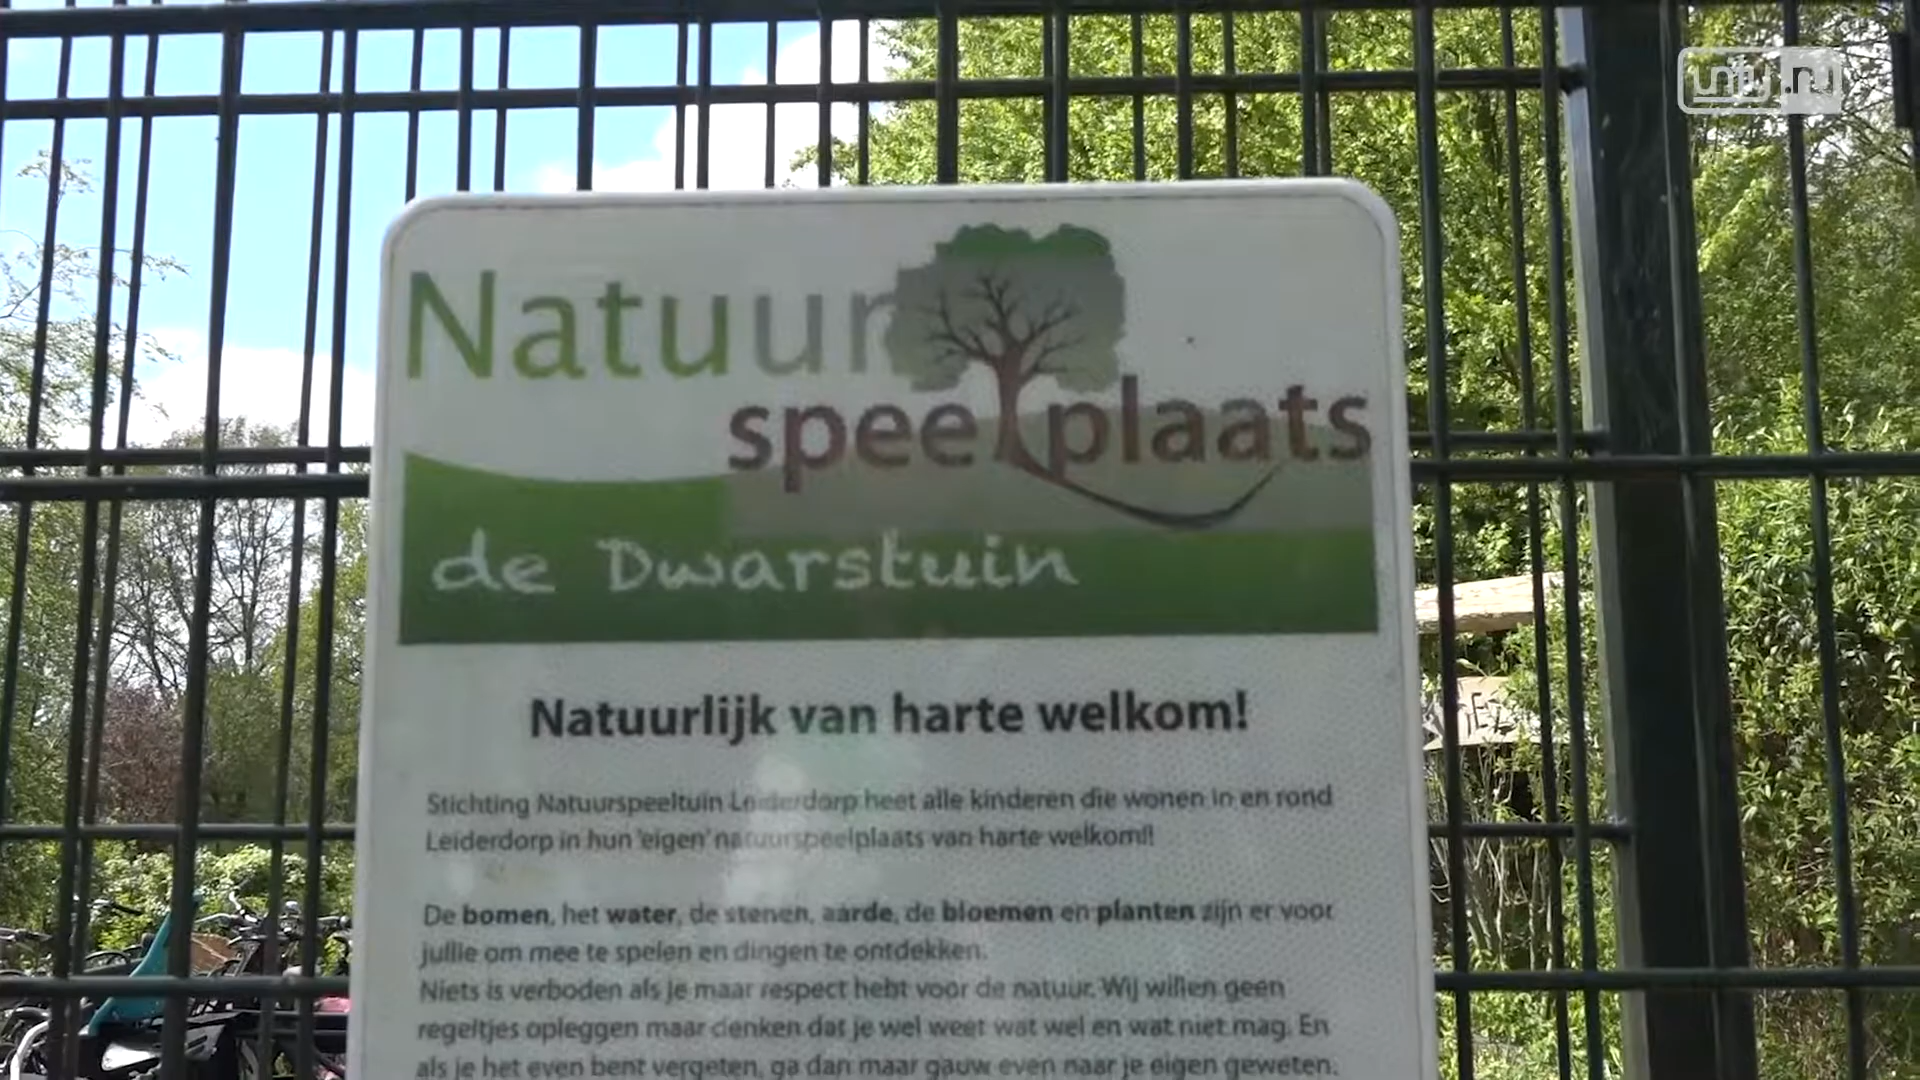 unity.nu
Natuur
speelplaats
de Dwarstuin
Natuurlijk van harte welkom!
Stichting Natuurspeeltuin Leiderdorp heet alle kinderen die wonen in en rond
Leiderdorp in hun 'eigen' natuurspeelplaats van harte welkom!!
De bomen, het water, de stenen, aarde, de bloemen en planten zijn er voor
jullie om mee te spelen en dingen te ontdekken.
Niets is verboden als je maar respect hebt voor de natuur. Wij willen geen
regeltjes opleggen maar denken dat je wel weet wat wel en wat niet mag. En
als je het even bent vergeten, ga dan maar gauw even naar je eigen geweten.